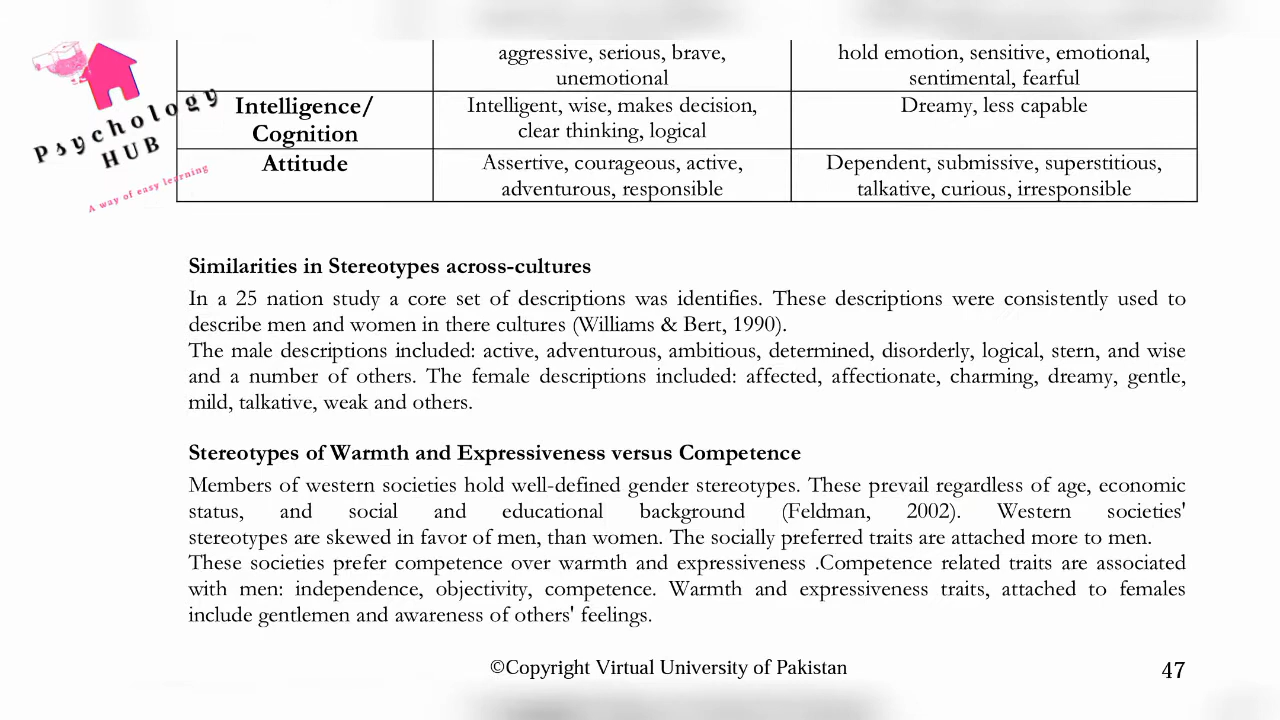 aggressive, serious, brave, hold emotion, sensitive, emotional,
unemotional sentimental, fearful
Psychology
HUB
A way of easy learning
Intelligence/ Intelligent, wise, makes decision, Dreamy, less capable
Cognition clear thinking, logical
Attitude Assertive, courageous, active, Dependent, submissive, superstitious,
adventurous, responsible talkative, curious, irresponsible
Similarities in Stereotypes across-cultures
In a 25 nation study a core set of descriptions was identifies. These descriptions were consistently used to
describe men and women in there cultures (Williams & Bert, 1990).
The male descriptions included: active, adventurous, ambitious, determined, disorderly, logical, stern, and wise
and a number of others. The female descriptions included: affected, affectionate, charming, dreamy, gentle,
mild, talkative, weak and others.
Stereotypes of Warmth and Expressiveness versus Competence
Members of western societies hold well-defined gender stereotypes. These prevail regardless of age, economic
status, and social and educational background (Feldman, 2002). Western societies'
stereotypes are skewed in favor of men, than women. The socially preferred traits are attached more to men.
These societies prefer competence over warmth and expressiveness .Competence related traits are associated
with men: independence, objectivity, competence. Warmth and expressiveness traits, attached to females
include gentlemen and awareness of others' feelings.
©Copyright Virtual University of Pakistan 47